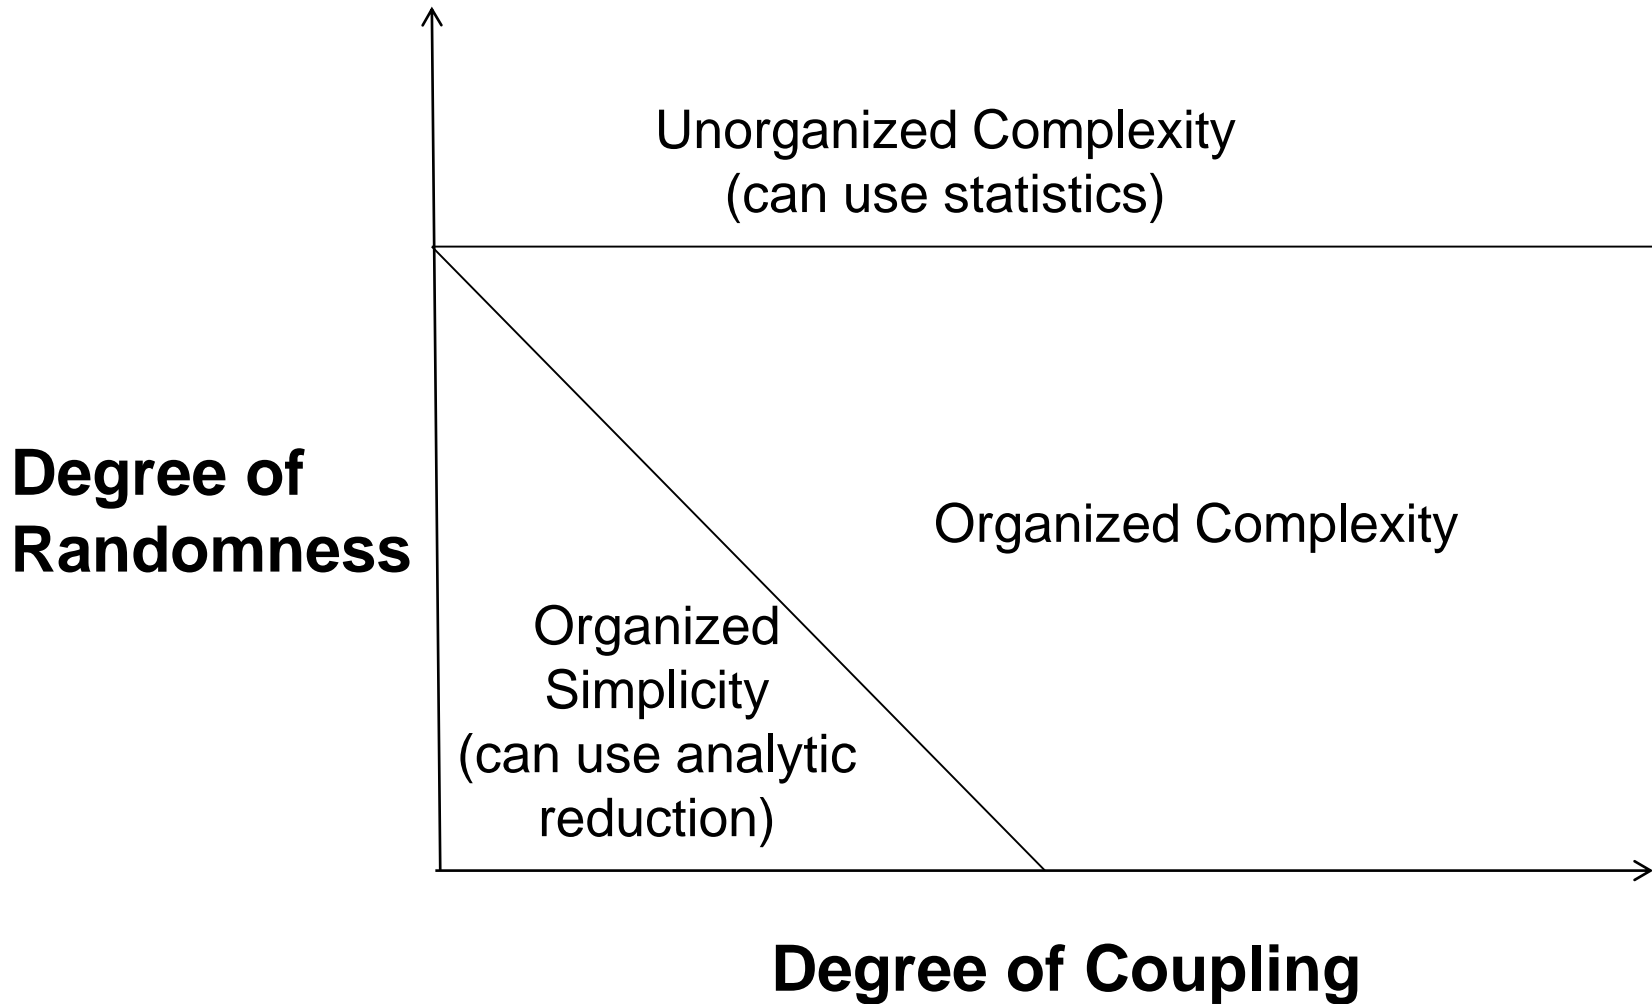 Unorganized Complexity
(can use statistics)
Degree of
Randomness
Organized Complexity
Organized
Simplicity
(can use analytic
reduction)
Degree of Coupling